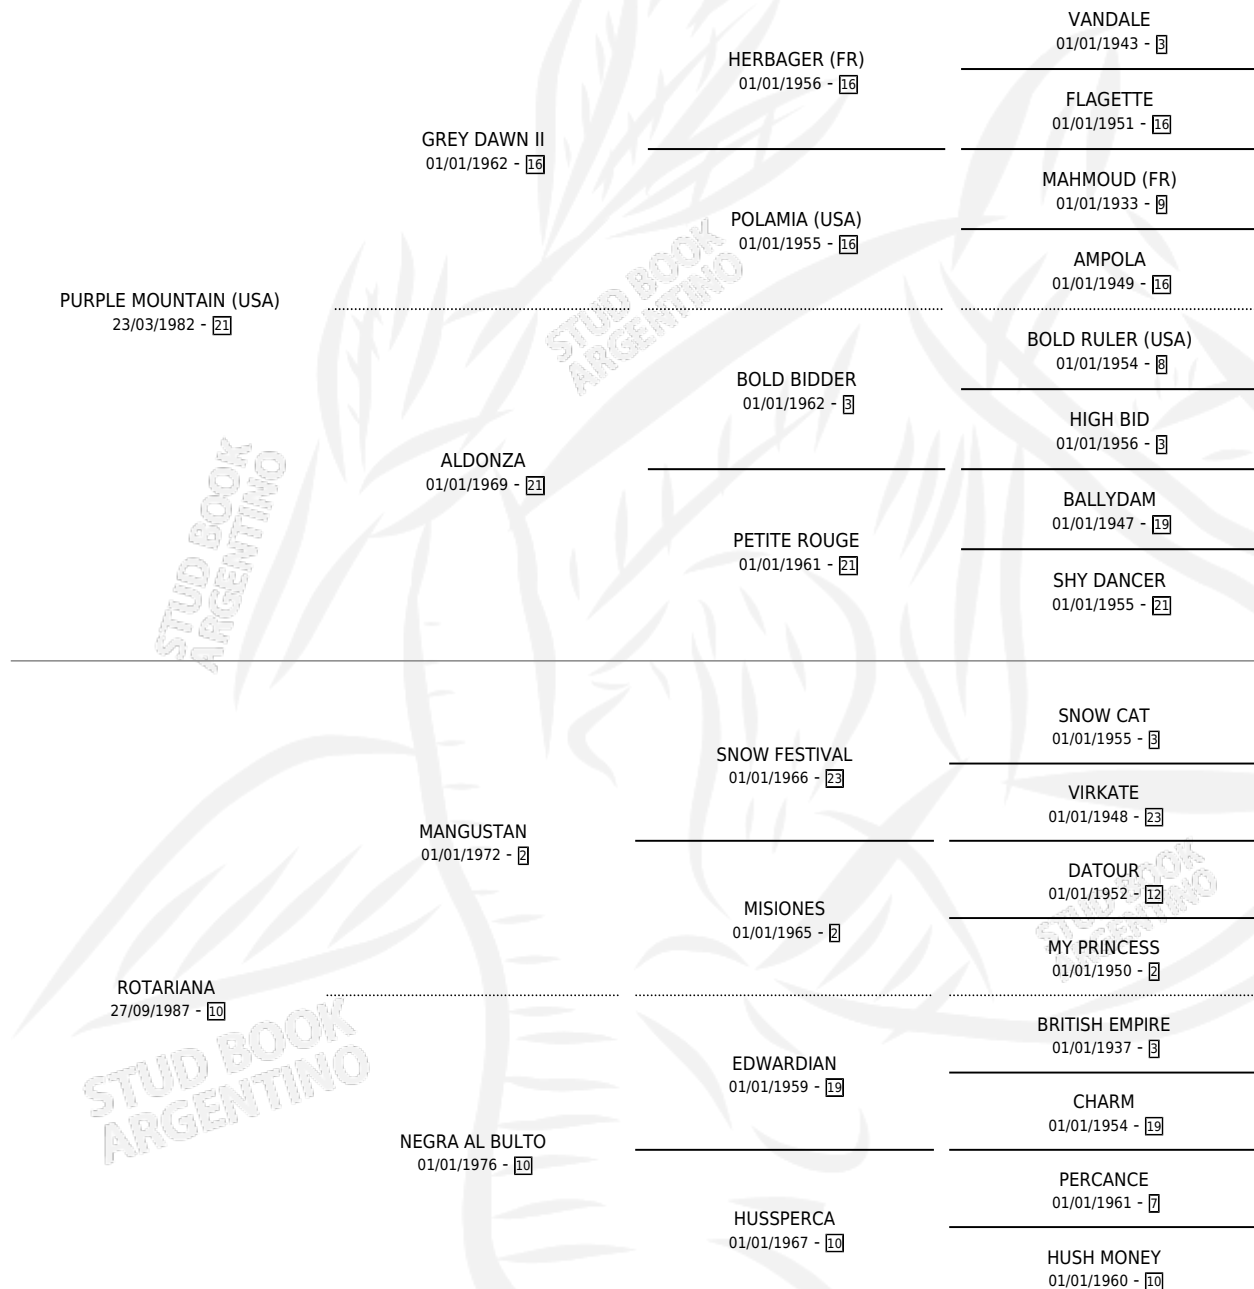 VANDALE
01/01/1943 - 3
HERBAGER (FR)
01/01/1956 - 16
FLAGETTE
01/01/1951 - 16
GREY DAWN II
01/01/1962 - 16
MAHMOUD (FR)
01/01/1933 - 9
POLAMIA (USA)
01/01/1955 - 16
AMPOLA
01/01/1949 - 16
PURPLE MOUNTAIN (USA)
23/03/1982 - 21
BOLD RULER (USA)
01/01/1954 - 8
BOLD BIDDER
01/01/1962 - 3
HIGH BID
01/01/1956 - 3
ALDONZA
01/01/1969 - 21
BALLYDAM
01/01/1947 - 19
PETITE ROUGE
01/01/1961 - 21
SHY DANCER
01/01/1955 - 21
SNOW CAT
01/01/1955 - 3
SNOW FESTIVAL
01/01/1966 - 23
VIRKATE
01/01/1948 - 23
MANGUSTAN
01/01/1972 - 2
DATOUR
01/01/1952 - 12
MISIONES
01/01/1965 - 2
MY PRINCESS
01/01/1950 - 2
ROTARIANA
27/09/1987 - 10
BRITISH EMPIRE
01/01/1937 - 3
EDWARDIAN
01/01/1959 - 19
CHARM
01/01/1954 - 19
NEGRA AL BULTO
01/01/1976 - 10
PERCANCE
01/01/1961 - 7
HUSSPERCA
01/01/1967 - 10
HUSH MONEY
01/01/1960 - 10
STUD BOOK
ARGENTINO
STUD BOOK
ARGENTINO
STUD BOOK
ARGENTINO
STUD BOOK
ARGENTINO